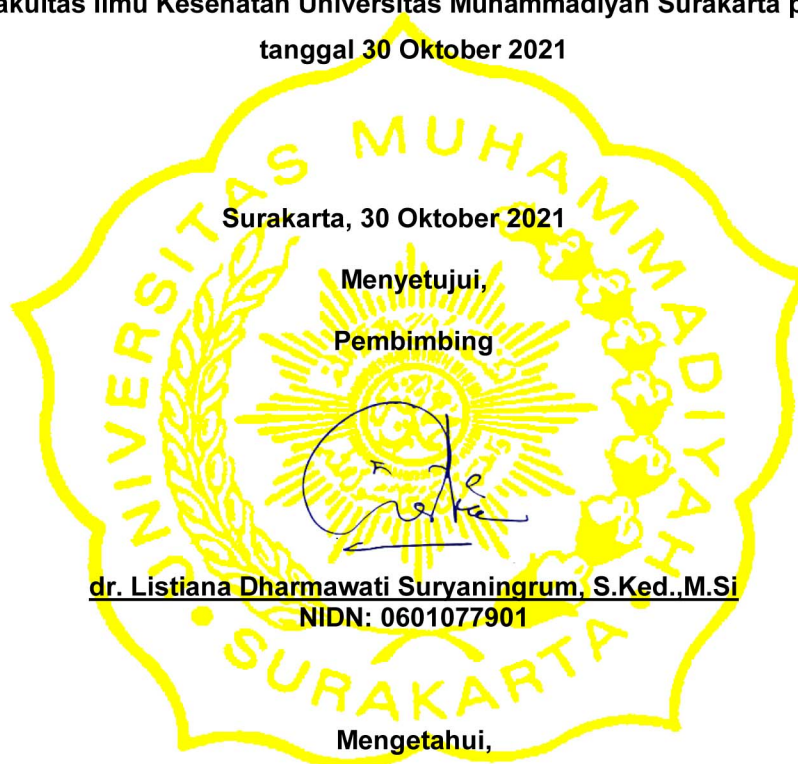 akultas Ilmu Kesehatan Universitas Muhammadiyah Surakarta p
tanggal 30 Oktober 2021
UNIVERSITAS MUHAMMADIYAH
SURAKARTA
Surakarta, 30 Oktober 2021
Menyetujui,
Pembimbing
dr. Listiana Dharmawati Suryaningrum, S.Ked.,M.Si
NIDN: 0601077901
Mengetahui,